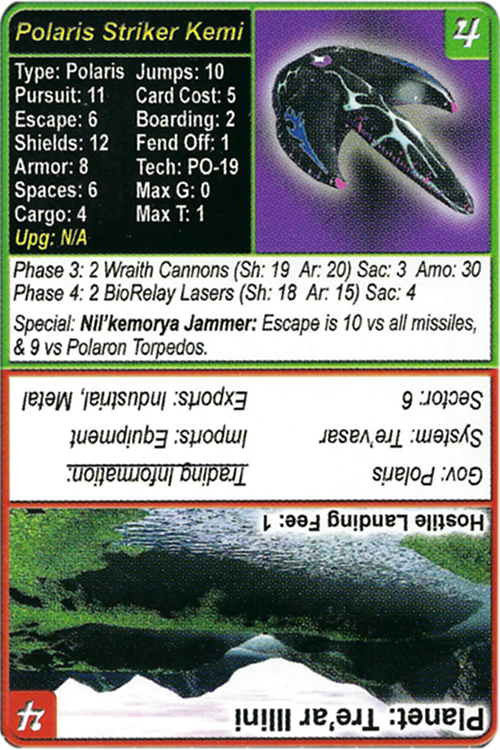 Polaris Striker Kemi
4
Type: Polaris Jumps: 10
Pursuit: 11 Card Cost: 5
Escape: 6 Boarding: 2
Shields: 12 Fend Off: 1
Armor: 8 Tech: PO-19
Spaces: 6 Max G: 0
Cargo: 4 Max T: 1
Upg: N/A
Phase 3: 2 Wraith Cannons (Sh: 19 Ar: 20) Sac: 3 Amo: 30
Phase 4: 2 BioRelay Lasers (Sh: 18 Ar: 15) Sac: 4
Special: Nil'kemorya Jammer: Escape is 10 vs all missiles,
& 9 vs Polaron Torpedos.
Planet: Tre'ar Illini
4
Hostile Landing Fee: 1
Gov: Polaris Trading Information:
System: Tre'vasar Imports: Equipment
Sector: 6 Exports: Industrial, Metal